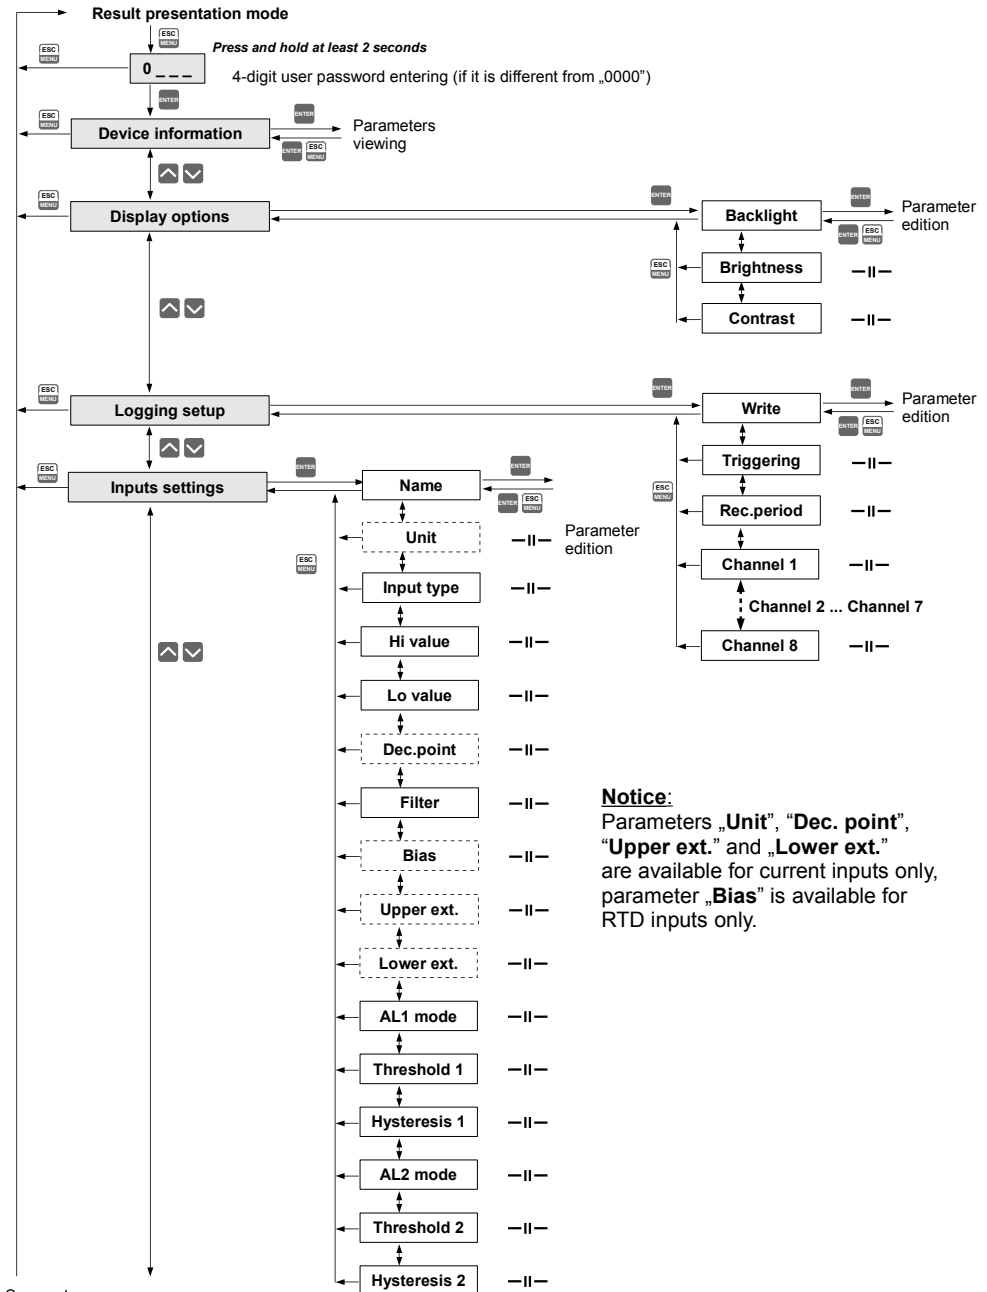 Result presentation mode
ESC
MENU
Press and hold at least 2 seconds
ESC
MENU
0 _ _ _
4-digit user password entering (if it is different from „0000”)
ENTER
ESC
MENU
Device information
ENTER
Parameters
viewing
ENTER
ESC
MENU
ESC
MENU
Display options
ENTER
Backlight
ENTER
Parameter
edition
ENTER
ESC
MENU
ESC
MENU
Brightness
—II—
Contrast
—II—
ESC
MENU
Logging setup
ENTER
Write
ENTER
Parameter
edition
ENTER
ESC
MENU
Triggering
—II—
ESC
MENU
Rec.period
—II—
Channel 1
—II—
Channel 2 ... Channel 7
Channel 8
—II—
ESC
MENU
Inputs settings
ENTER
Name
ENTER
ENTER
ESC
MENU
Parameter
edition
Unit
—II—
ESC
MENU
Input type
—II—
Hi value
—II—
Lo value
—II—
Dec.point
—II—
Filter
—II—
Bias
—II—
Upper ext.
—II—
Lower ext.
—II—
AL1 mode
—II—
Threshold 1
—II—
Hysteresis 1
—II—
AL2 mode
—II—
Threshold 2
—II—
Hysteresis 2
—II—
Notice:
Parameters „Unit”, “Dec. point”,
“Upper ext.” and „Lower ext.”
are available for current inputs only,
parameter „Bias” is available for
RTD inputs only.